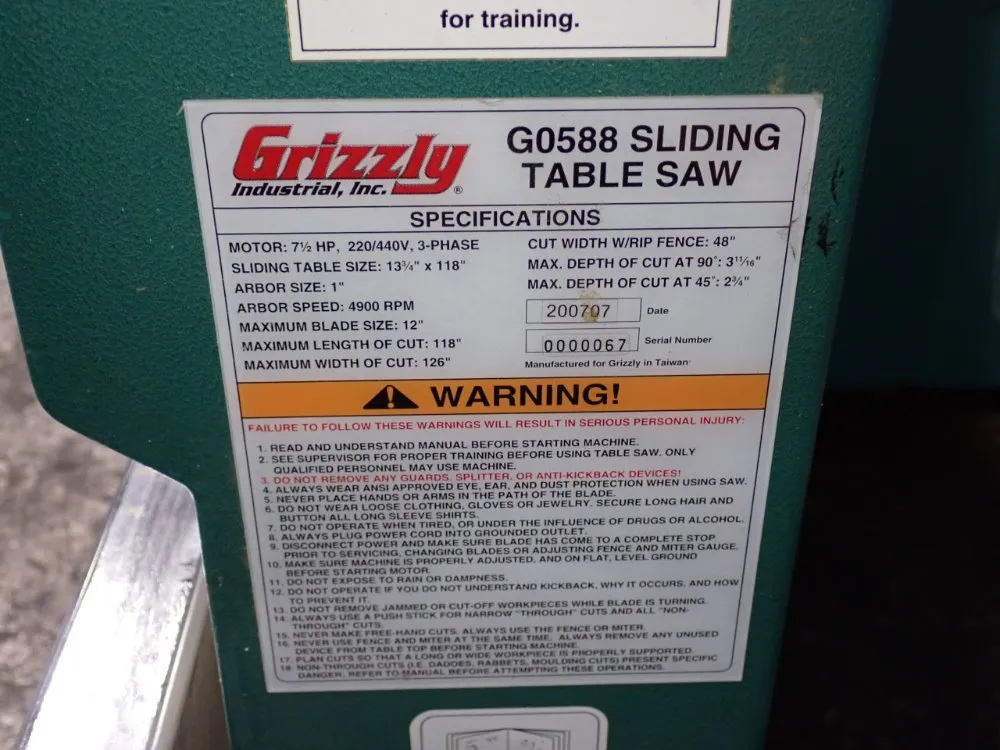 for training.
Grizzly
Industrial, Inc.®
G0588 SLIDING
TABLE SAW
SPECIFICATIONS
MOTOR: 7½ HP, 220/440V, 3-PHASE
SLIDING TABLE SIZE: 13¾" x 118"
ARBOR SIZE: 1"
ARBOR SPEED: 4900 RPM
MAXIMUM BLADE SIZE: 12"
MAXIMUM LENGTH OF CUT: 118"
MAXIMUM WIDTH OF CUT: 126"
CUT WIDTH W/RIP FENCE: 48"
MAX. DEPTH OF CUT AT 90°: 3¹¹⁄₁₆"
MAX. DEPTH OF CUT AT 45°: 2¾"
200707 Date
0000067 Serial Number
Manufactured for Grizzly in Taiwan
WARNING!
FAILURE TO FOLLOW THESE WARNINGS WILL RESULT IN SERIOUS PERSONAL INJURY:
1. READ AND UNDERSTAND MANUAL BEFORE STARTING MACHINE.
2. SEE SUPERVISOR FOR PROPER TRAINING BEFORE USING TABLE SAW. ONLY
QUALIFIED PERSONNEL MAY USE MACHINE.
3. DO NOT REMOVE ANY GUARDS, SPLITTER, OR ANTI-KICKBACK DEVICES!
4. ALWAYS WEAR ANSI APPROVED EYE, EAR, AND DUST PROTECTION WHEN USING SAW.
5. NEVER PLACE HANDS OR ARMS IN THE PATH OF THE BLADE.
6. DO NOT WEAR LOOSE CLOTHING, GLOVES OR JEWELRY. SECURE LONG HAIR AND
BUTTON ALL LONG SLEEVE SHIRTS.
7. DO NOT OPERATE WHEN TIRED, OR UNDER THE INFLUENCE OF DRUGS OR ALCOHOL.
8. ALWAYS PLUG POWER CORD INTO GROUNDED OUTLET.
9. DISCONNECT POWER AND MAKE SURE BLADE HAS COME TO A COMPLETE STOP
PRIOR TO SERVICING, CHANGING BLADES OR ADJUSTING FENCE AND MITER GAUGE.
10. MAKE SURE MACHINE IS PROPERLY ADJUSTED, AND ON FLAT, LEVEL GROUND
BEFORE STARTING MOTOR.
11. DO NOT EXPOSE TO RAIN OR DAMPNESS.
12. DO NOT OPERATE IF YOU DO NOT UNDERSTAND KICKBACK, WHY IT OCCURS, AND HOW
TO PREVENT IT.
13. DO NOT REMOVE JAMMED OR CUT-OFF WORKPIECES WHILE BLADE IS TURNING.
14. ALWAYS USE A PUSH STICK FOR NARROW "THROUGH" CUTS AND ALL "NON-
THROUGH" CUTS.
15. NEVER MAKE FREE-HAND CUTS. ALWAYS USE THE FENCE OR MITER.
16. NEVER USE FENCE AND MITER AT THE SAME TIME. ALWAYS REMOVE ANY UNUSED
DEVICE FROM TABLE TOP BEFORE STARTING MACHINE.
17. PLAN CUTS SO THAT A LONG OR WIDE WORKPIECE IS PROPERLY SUPPORTED.
18. NON-THROUGH CUTS (I.E. DADOES, RABBETS, MOULDING CUTS) PRESENT SPECIFIC
DANGER; REFER TO MANUAL BEFORE ATTEMPTING THESE OPERATIONS.